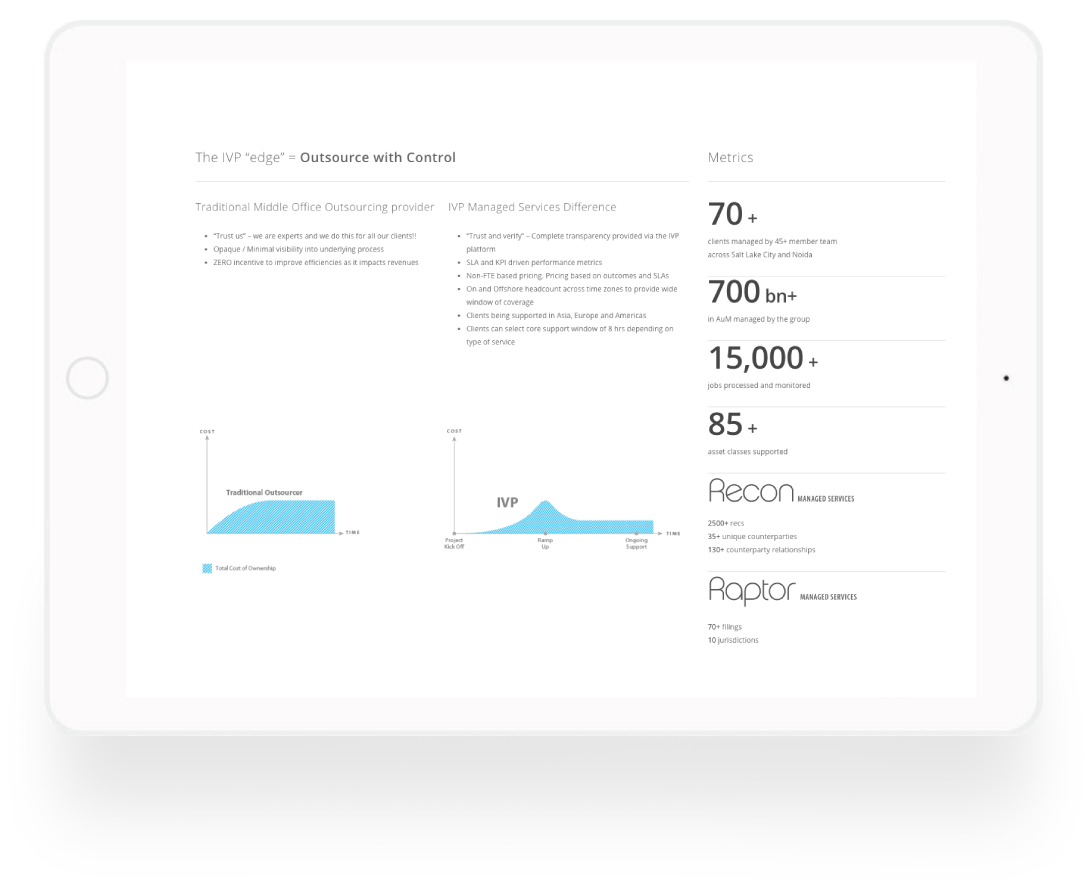 The IVP “edge” = Outsource with Control
Traditional Middle Office Outsourcing provider
• “Trust us” – we are experts and we do this for all our clients!!
• Opaque / Minimal visibility into underlying process
• ZERO incentive to improve efficiencies as it impacts revenues
IVP Managed Services Difference
• “Trust and verify” – Complete transparency provided via the IVP
platform
• SLA and KPI driven performance metrics
• Non-FTE based pricing. Pricing based on outcomes and SLAs
• On and Offshore headcount across time zones to provide wide
window of coverage
• Clients being supported in Asia, Europe and Americas
• Clients can select core support window of 8 hrs depending on
type of service
COST
Traditional Outsourcer
TIME
Total Cost of Ownership
COST
IVP
TIME
Project
Kick Off
Ramp
Up
Ongoing
Support
Metrics
70 +
clients managed by 45+ member team
across Salt Lake City and Noida
700 bn+
in AuM managed by the group
15,000 +
jobs processed and monitored
85 +
asset classes supported
Recon MANAGED SERVICES
2500+ recs
35+ unique counterparties
130+ counterparty relationships
Raptor MANAGED SERVICES
70+ filings
10 jurisdictions